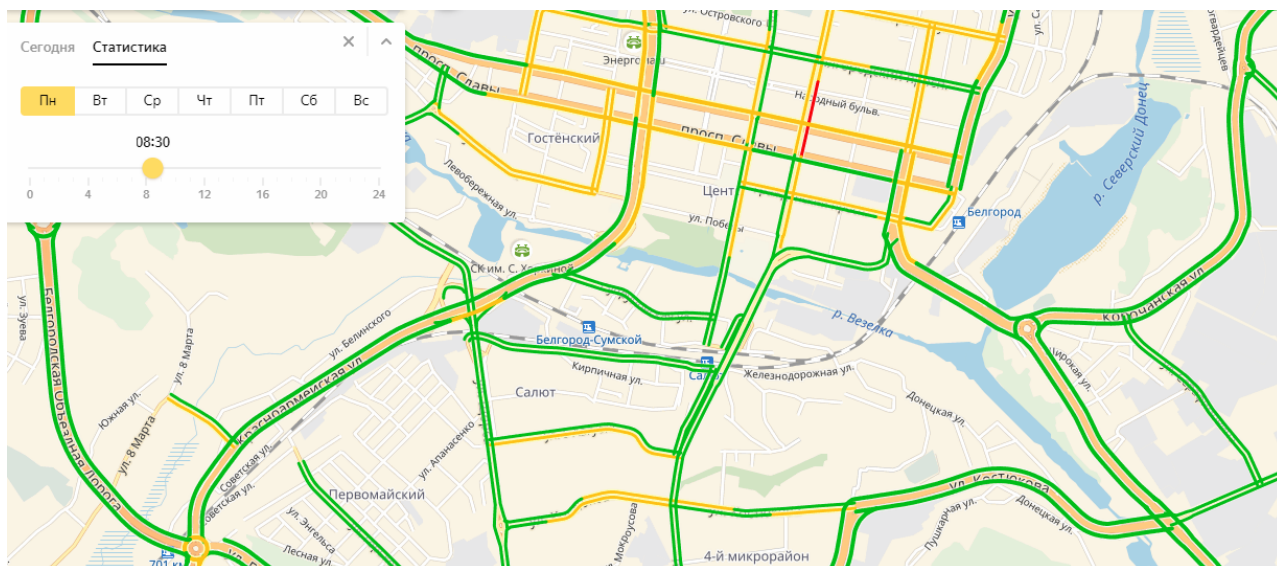 Сегодня
Статистика
Пн
Вт
Ср
Чт
Пт
Сб
Вс
08:30
0
4
8
12
16
20
24
ул. Островского
Энергомаш
просп. Славы
Народный бульв.
Гостёнский
просп. Славы
Левобережная ул.
Цент
ул. Победы
Белгород
р. Северский Донец
СК им. С. Хоркиной
Корочанская ул.
ул. Зуева
Белгородская Объездная Дорога
ул. Белинского
ул. 8 Марта
р. Везелка
Белгород-Сумской
Кирпичная ул.
Железнодорожная ул.
Салют
Южная ул.
Красноармейская ул.
Донецкая ул.
ул. 8 Марта
ул. Апанасенко
Советская ул.
Советская ул.
Первомайский
ул. Костюкова
ул. Энгельса
Лесная ул.
Донецкая ул.
4-й микрорайон
701 км